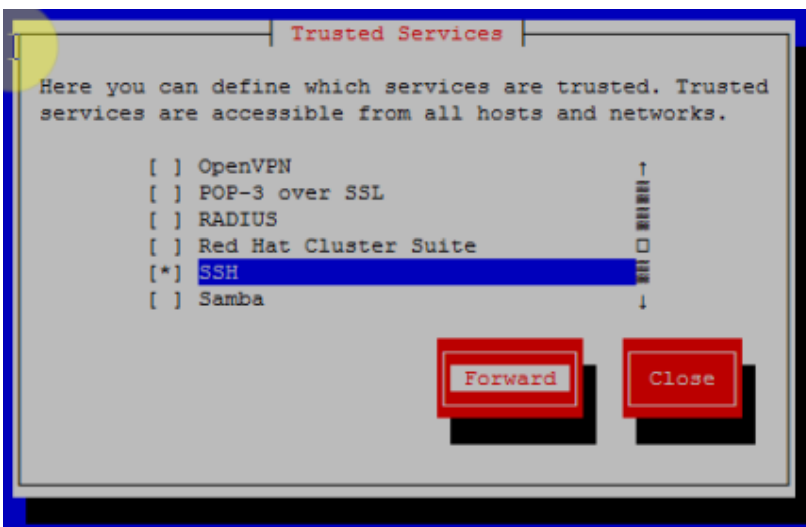 Trusted Services
Here you can define which services are trusted. Trusted
services are accessible from all hosts and networks.
[ ] OpenVPN
[ ] POP-3 over SSL
[ ] RADIUS
[ ] Red Hat Cluster Suite
[*] SSH
[ ] Samba
Forward Close